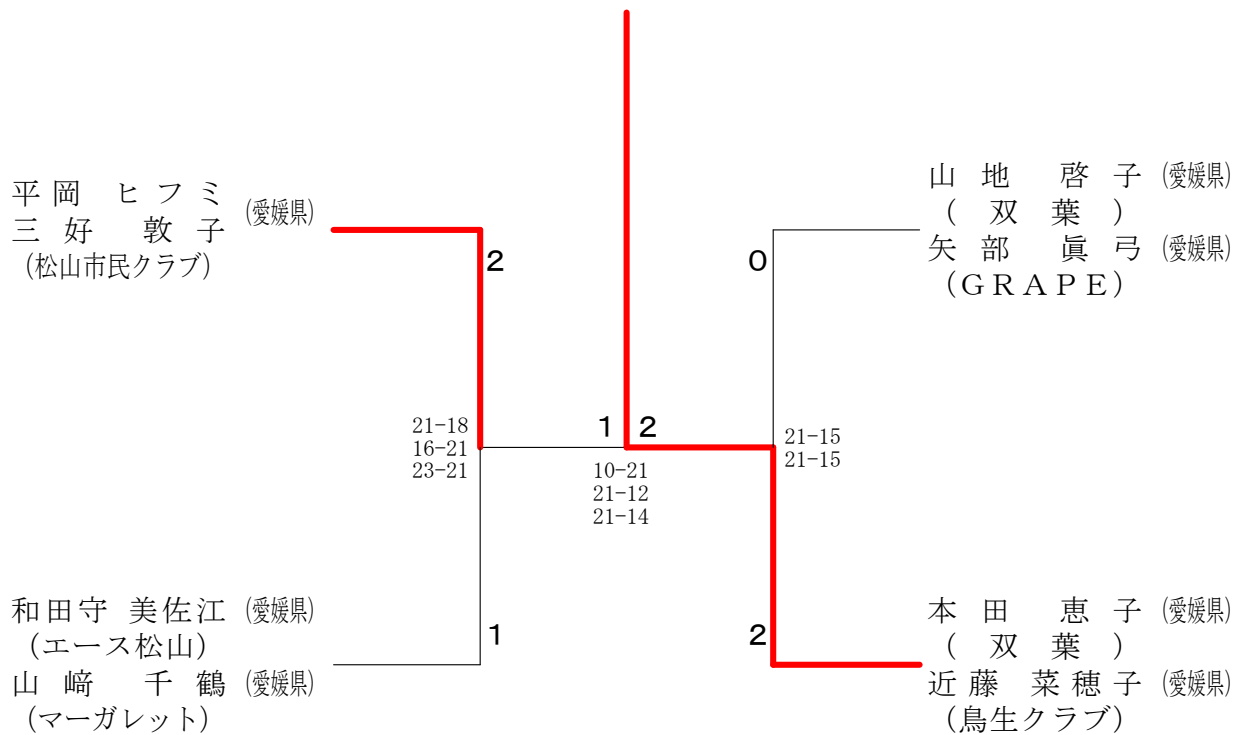 平岡 ヒフミ (愛媛県)
三好 敦子
(松山市民クラブ)
2
21-18
16-21
23-21
和田守 美佐江 (愛媛県)
(エース松山)
山﨑 千鶴 (愛媛県)
(マーガレット)
1
1 2
10-21
21-12
21-14
山地 啓子 (愛媛県)
(双葉)
矢部 眞弓 (愛媛県)
(GRAPE)
0
21-15
21-15
本田 恵子 (愛媛県)
(双葉)
近藤 菜穂子 (愛媛県)
(鳥生クラブ)
2